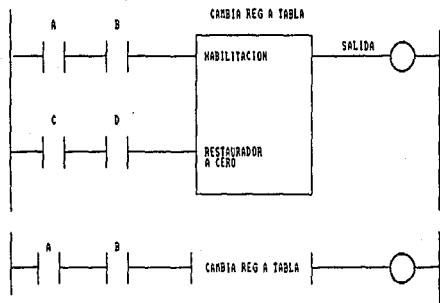 CAMBIA REG A TABLA
A B
HABILITACION
SALIDA
C D
RESTAURADOR
A CERO
A B
CAMBIA REG A TABLA